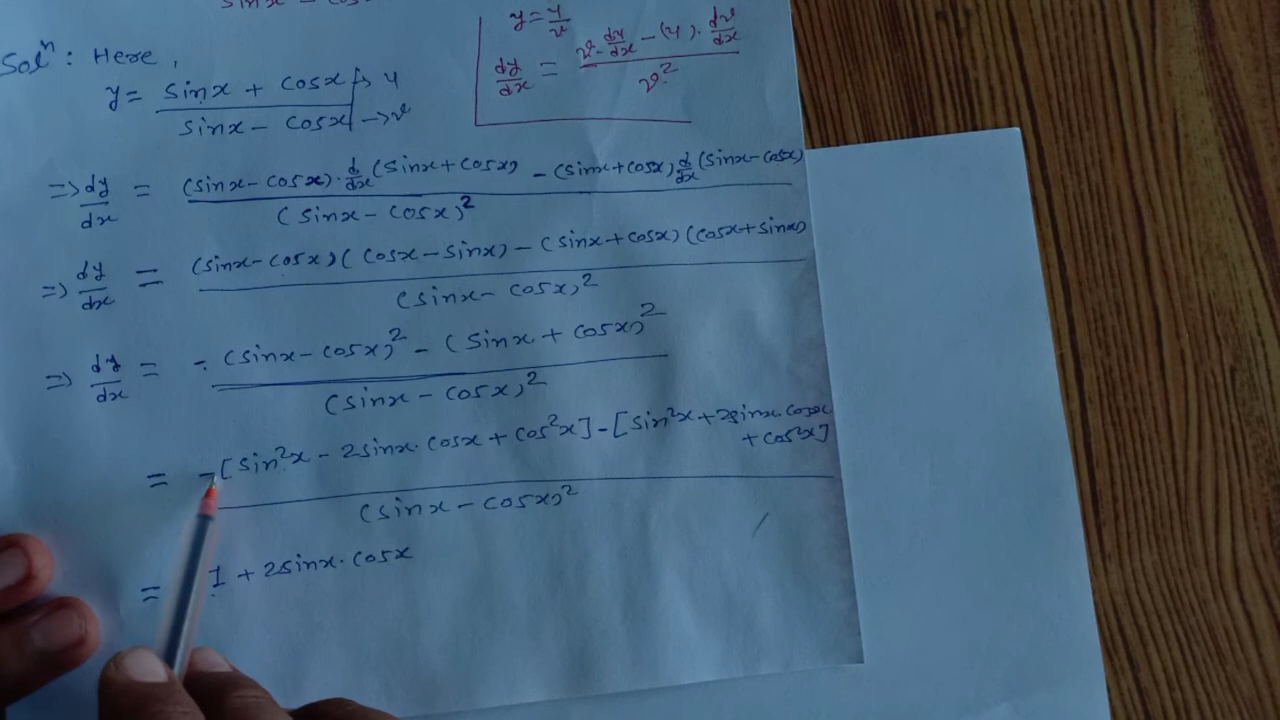 sinx - cos
Solⁿ : Here,
y = u/v
dy/dx = (v · du/dx - (u) · dv/dx) / v²
y = (sinx + cosx → u) / (sinx - cosx → v)
=> dy/dx = ((sinx - cosx) · d/dx (sinx + cosx) - (sinx + cosx) d/dx (sinx - cosx)) / (sinx - cosx)²
=> dy/dx = ((sinx - cosx)(cosx - sinx) - (sinx + cosx)(cosx + sinx)) / (sinx - cosx)²
=> dy/dx = (-(sinx - cosx)² - (sinx + cosx)²) / (sinx - cosx)²
= (-[sin²x - 2sinx·cosx + cos²x] - [sin²x + 2sinx·cosx + cos²x]) / (sinx - cosx)²
= 1 + 2sinx·cosx